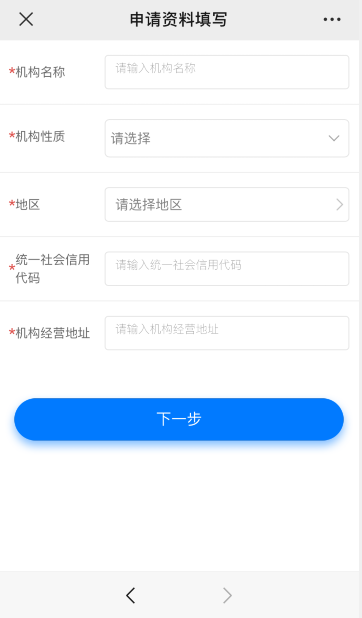 申请资料填写
*机构名称
请输入机构名称
*机构性质
请选择
*地区
请选择地区
*统一社会信用
代码
请输入统一社会信用代码
*机构经营地址
请输入机构经营地址
下一步